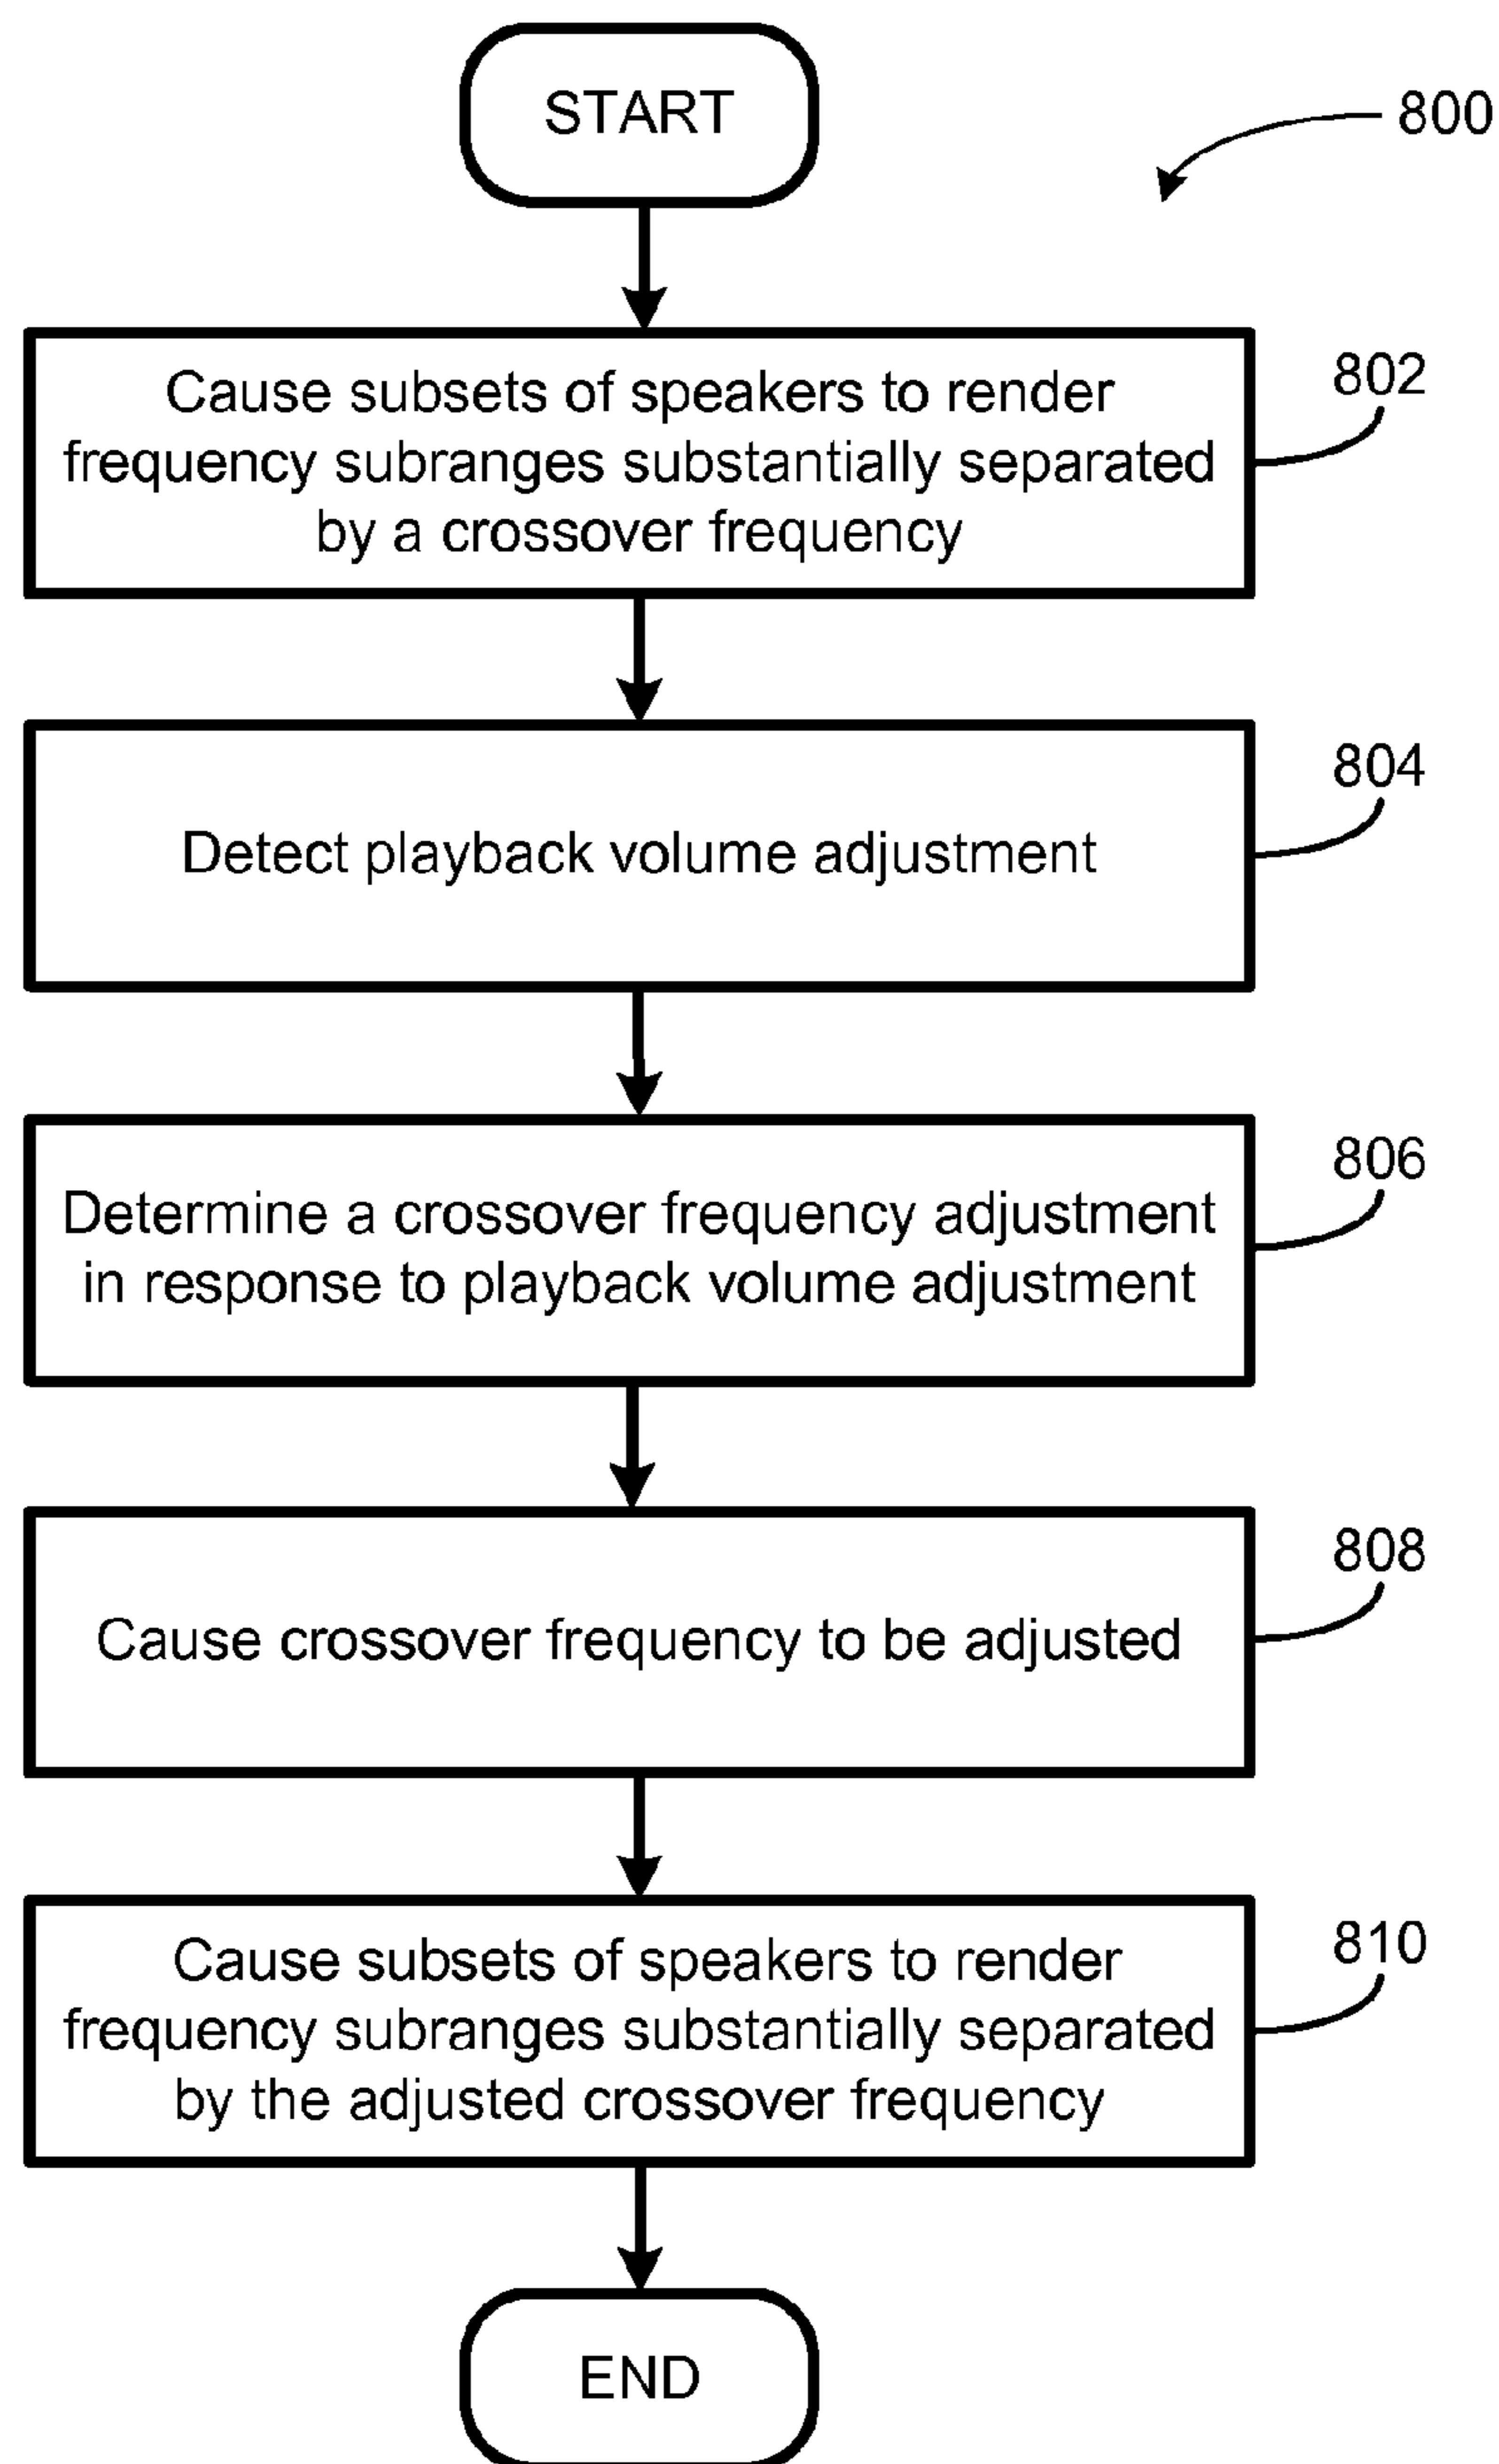 START
800
Cause subsets of speakers to render
frequency subranges substantially separated
by a crossover frequency
802
Detect playback volume adjustment
804
Determine a crossover frequency adjustment
in response to playback volume adjustment
806
Cause crossover frequency to be adjusted
808
Cause subsets of speakers to render
frequency subranges substantially separated
by the adjusted crossover frequency
810
END